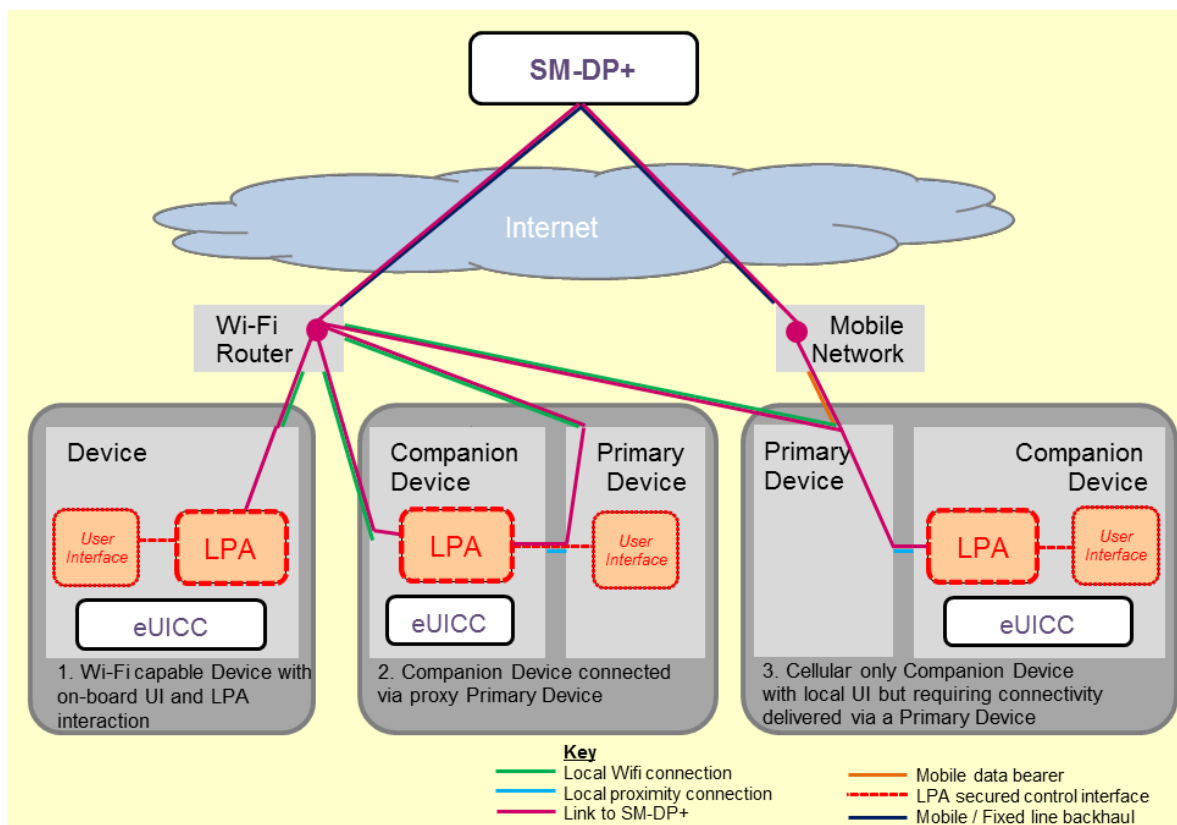 SM-DP+
Internet
Wi-Fi
Router
Mobile
Network
Device
User
Interface
LPA
eUICC
1. Wi-Fi capable Device with
on-board UI and LPA
interaction
Companion
Device
Primary
Device
LPA
User
Interface
eUICC
2. Companion Device connected
via proxy Primary Device
Primary
Device
Companion
Device
LPA
User
Interface
eUICC
3. Cellular only Companion Device
with local UI but requiring connectivity
delivered via a Primary Device
Key
Local Wifi connection
Local proximity connection
Link to SM-DP+
Mobile data bearer
LPA secured control interface
Mobile / Fixed line backhaul